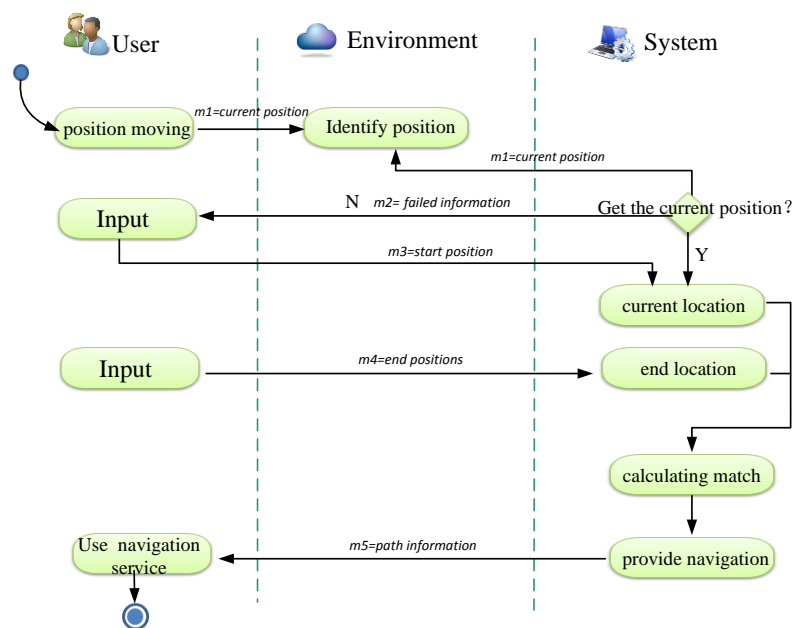 User
Environment
System
position moving
m1=current position
Identify position
m1=current position
Get the current position?
Input
N
m2= failed information
Y
m3=start position
current location
Input
m4=end positions
end location
calculating match
Use navigation
service
m5=path information
provide navigation